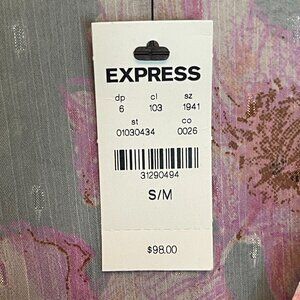 EXPRESS
dp cl sz
6 103 1941
st co
01030434 0026
31290494
S/M
$98.00